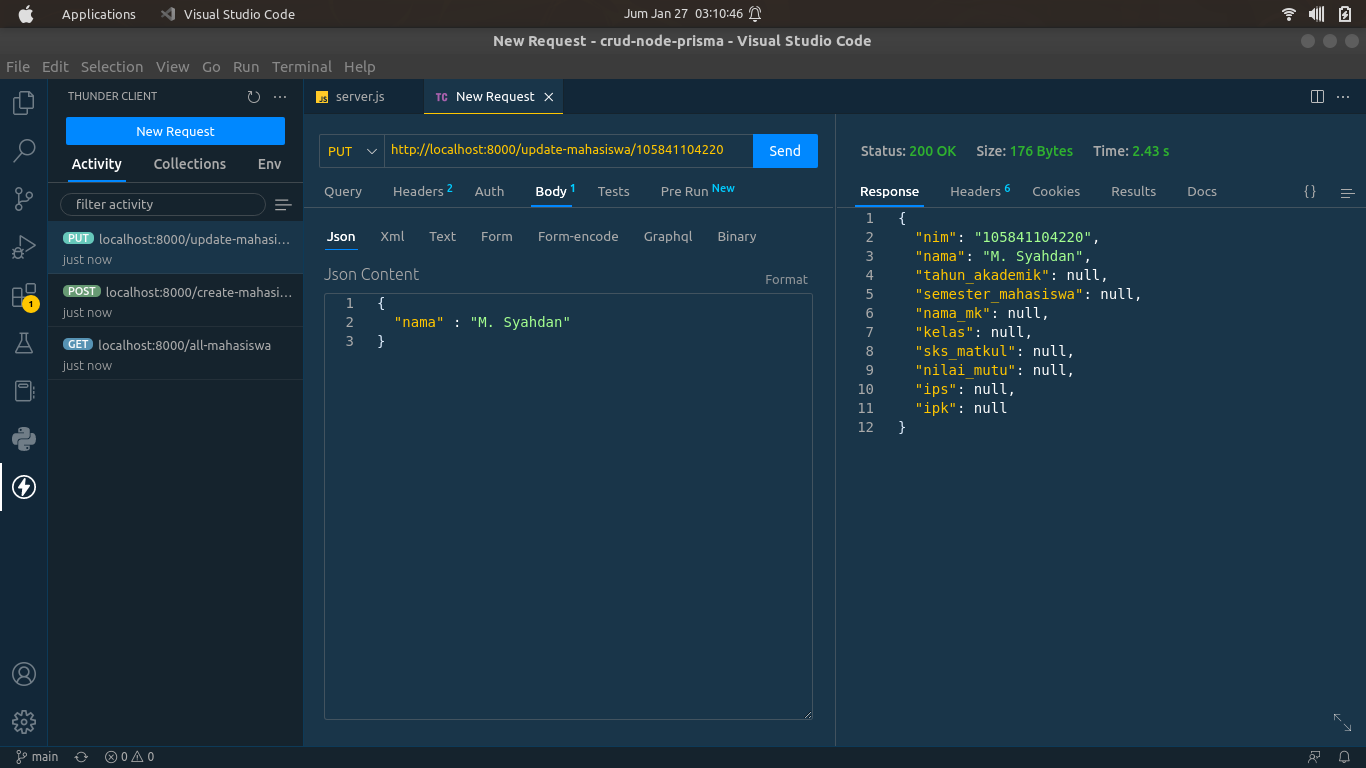 Applications Visual Studio Code Jum Jan 27 03:10:46
New Request - crud-node-prisma - Visual Studio Code
File Edit Selection View Go Run Terminal Help
THUNDER CLIENT ...
New Request
Activity Collections Env
filter activity
PUT localhost:8000/update-mahasi...
just now
POST localhost:8000/create-mahasi...
just now
GET localhost:8000/all-mahasiswa
just now
1
JS server.js
TC New Request
PUT http://localhost:8000/update-mahasiswa/105841104220 Send
Query Headers 2 Auth Body 1 Tests Pre Run New
Json Xml Text Form Form-encode Graphql Binary
Json Content Format
1 {
2 "nama" : "M. Syahdan"
3 }
Status: 200 OK Size: 176 Bytes Time: 2.43 s
Response Headers 6 Cookies Results Docs {}
1 {
2 "nim": "105841104220",
3 "nama": "M. Syahdan",
4 "tahun_akademik": null,
5 "semester_mahasiswa": null,
6 "nama_mk": null,
7 "kelas": null,
8 "sks_matkul": null,
9 "nilai_mutu": null,
10 "ips": null,
11 "ipk": null
12 }
main 0 0